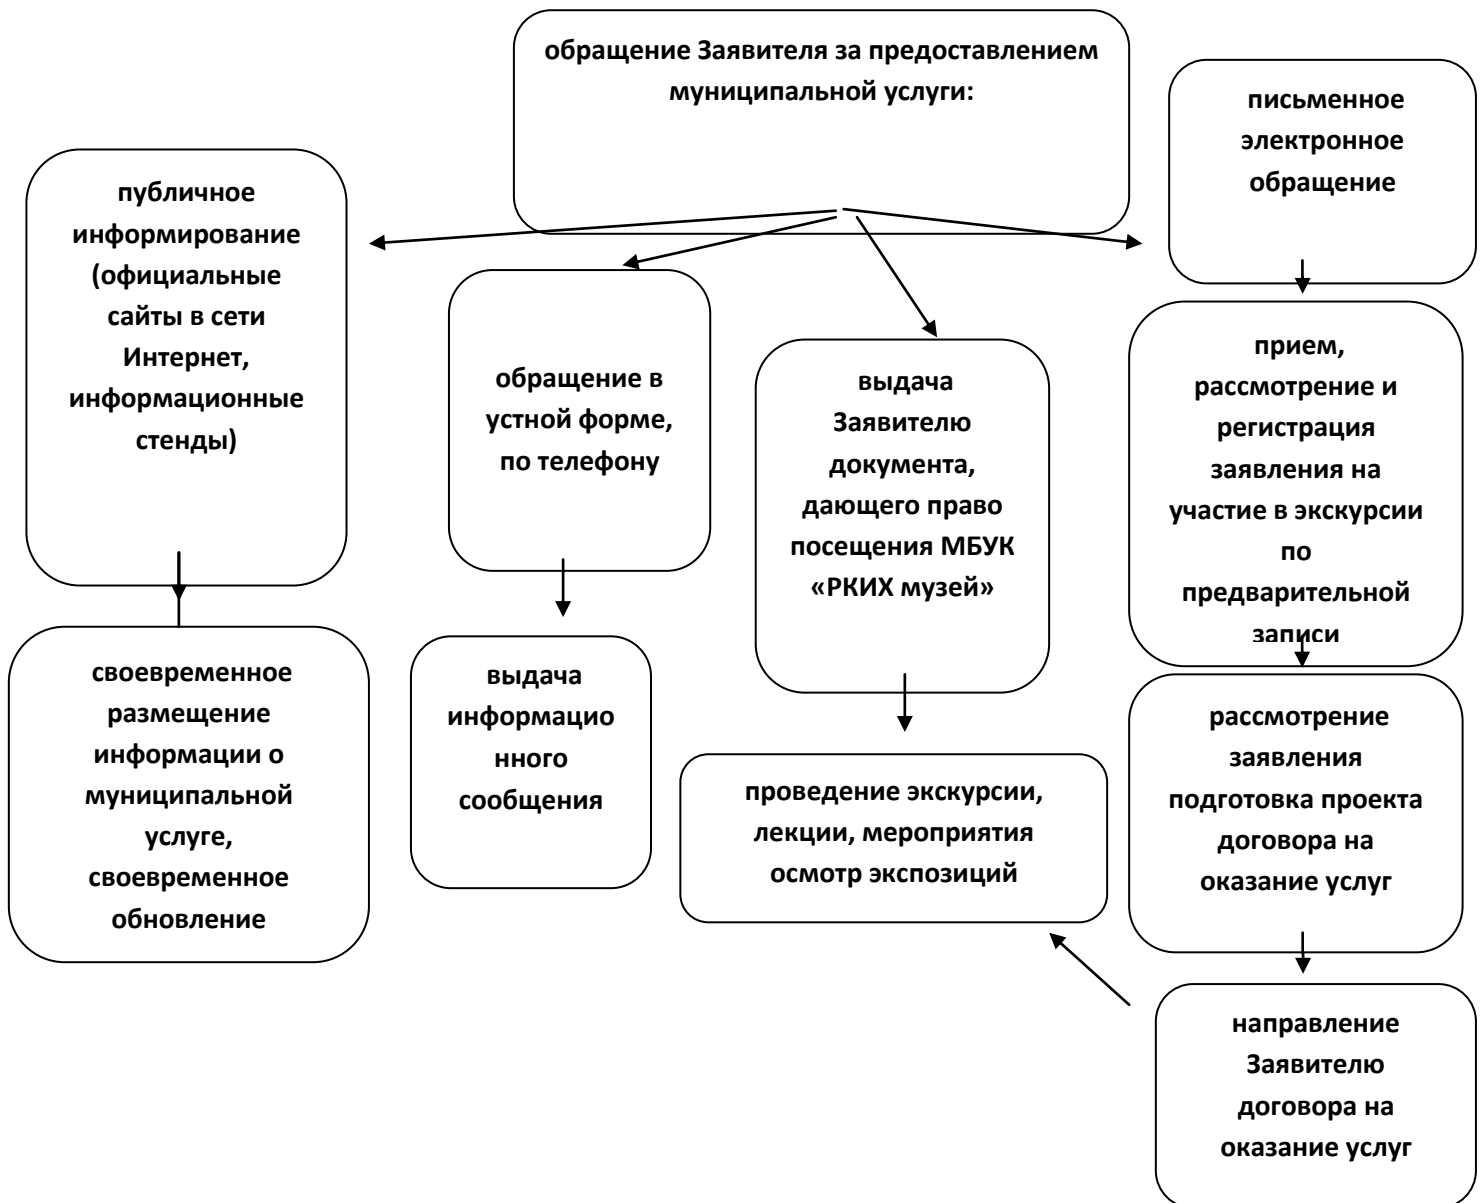 обращение Заявителя за предоставлением
муниципальной услуги:
письменное
электронное
обращение
публичное
информирование
(официальные
сайты в сети
Интернет,
информационные
стенды)
обращение в
устной форме,
по телефону
выдача
Заявителю
документа,
дающего право
посещения МБУК
«РКИХ музей»
прием,
рассмотрение и
регистрация
заявления на
участие в экскурсии
по
предварительной
записи
своевременное
размещение
информации о
муниципальной
услуге,
своевременное
обновление
выдача
информацио
нного
сообщения
проведение экскурсии,
лекции, мероприятия
осмотр экспозиций
рассмотрение
заявления
подготовка проекта
договора на
оказание услуг
направление
Заявителю
договора на
оказание услуг